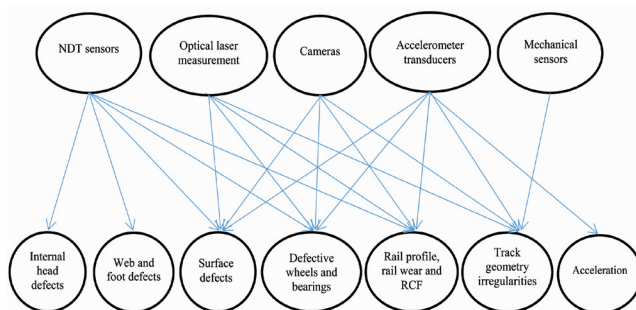 NDT sensors
Optical laser
measurement
Cameras
Accelerometer
transducers
Mechanical
sensors
Internal
head
defects
Web and
foot defects
Surface
defects
Defective
wheels and
bearings
Rail profile,
rail wear and
RCF
Track
geometry
irregularities
Acceleration